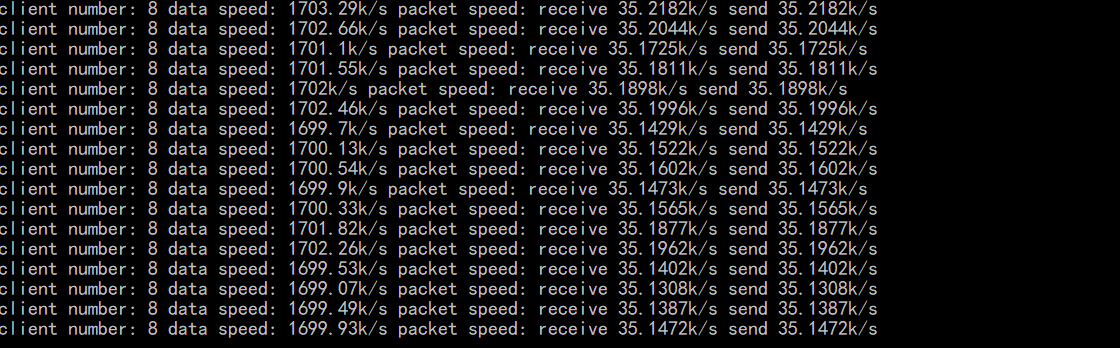 client number: 8 data speed: 1703.29k/s packet speed: receive 35.2182k/s send 35.2182k/s
client number: 8 data speed: 1702.66k/s packet speed: receive 35.2044k/s send 35.2044k/s
client number: 8 data speed: 1701.1k/s packet speed: receive 35.1725k/s send 35.1725k/s
client number: 8 data speed: 1701.55k/s packet speed: receive 35.1811k/s send 35.1811k/s
client number: 8 data speed: 1702k/s packet speed: receive 35.1898k/s send 35.1898k/s
client number: 8 data speed: 1702.46k/s packet speed: receive 35.1996k/s send 35.1996k/s
client number: 8 data speed: 1699.7k/s packet speed: receive 35.1429k/s send 35.1429k/s
client number: 8 data speed: 1700.13k/s packet speed: receive 35.1522k/s send 35.1522k/s
client number: 8 data speed: 1700.54k/s packet speed: receive 35.1602k/s send 35.1602k/s
client number: 8 data speed: 1699.9k/s packet speed: receive 35.1473k/s send 35.1473k/s
client number: 8 data speed: 1700.33k/s packet speed: receive 35.1565k/s send 35.1565k/s
client number: 8 data speed: 1701.82k/s packet speed: receive 35.1877k/s send 35.1877k/s
client number: 8 data speed: 1702.26k/s packet speed: receive 35.1962k/s send 35.1962k/s
client number: 8 data speed: 1699.53k/s packet speed: receive 35.1402k/s send 35.1402k/s
client number: 8 data speed: 1699.07k/s packet speed: receive 35.1308k/s send 35.1308k/s
client number: 8 data speed: 1699.49k/s packet speed: receive 35.1387k/s send 35.1387k/s
client number: 8 data speed: 1699.93k/s packet speed: receive 35.1472k/s send 35.1472k/s